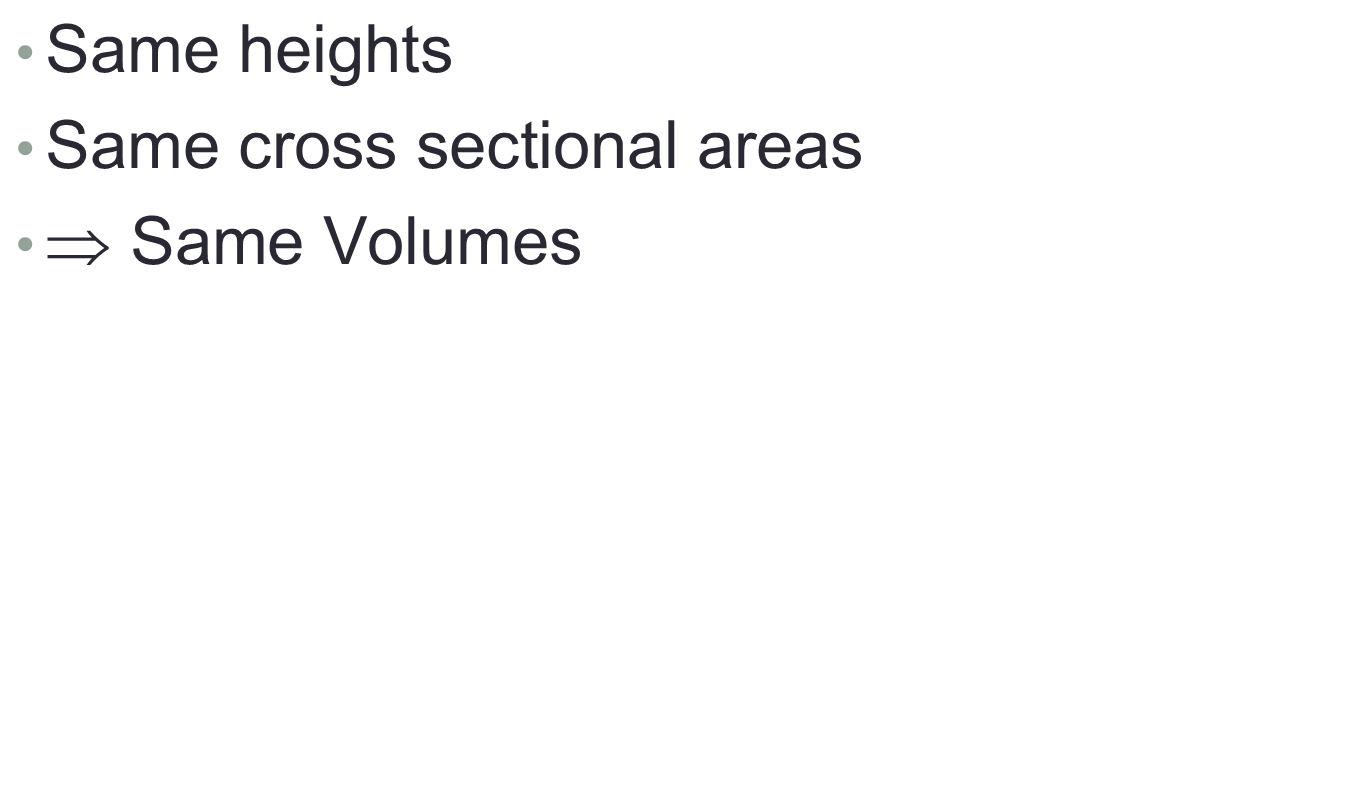 • Same heights
• Same cross sectional areas
• ⇒ Same Volumes